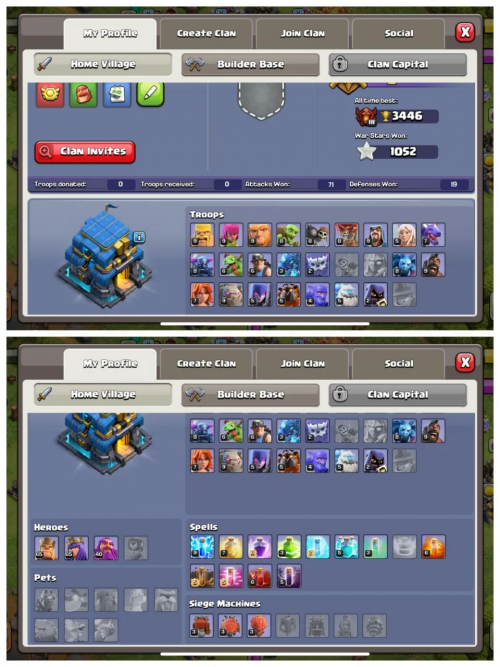 My Profile
Create Clan
Join Clan
Social
X
Home Village
Builder Base
Clan Capital
All time best:
3446
Clan Invites
War Stars Won:
1052
Troops donated: 0
Troops received: 0
Attacks Won: 71
Defenses Won: 19
Troops
My Profile
Create Clan
Join Clan
Social
X
Home Village
Builder Base
Clan Capital
Heroes
Spells
40
Pets
Siege Machines